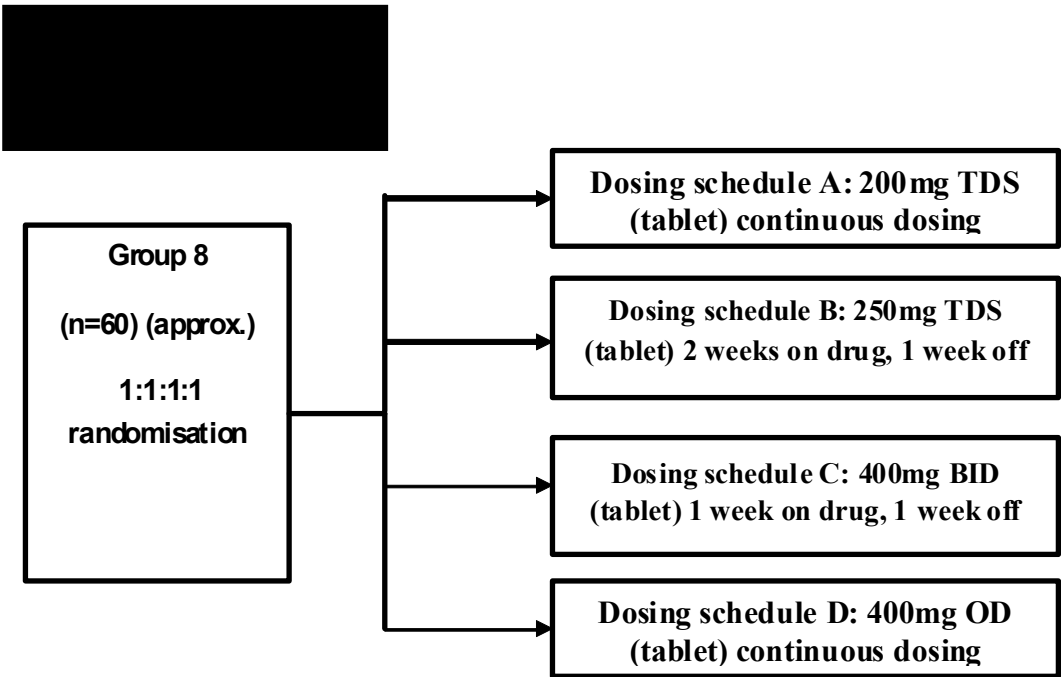 Group 8
(n=60) (approx.)
1:1:1:1
randomisation
Dosing schedule A: 200mg TDS
(tablet) continuous dosing
Dosing schedule B: 250mg TDS
(tablet) 2 weeks on drug, 1 week off
Dosing schedule C: 400mg BID
(tablet) 1 week on drug, 1 week off
Dosing schedule D: 400mg OD
(tablet) continuous dosing